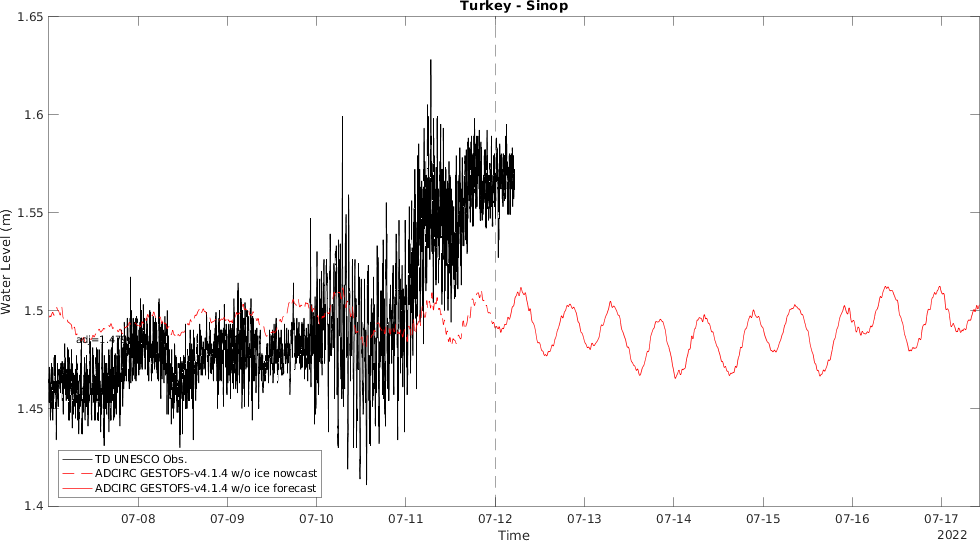 Turkey - Sinop
1.65
1.6
1.55
1.5
1.45
1.4
Water Level (m)
TD UNESCO Obs.
ADCIRC GESTOFS-v4.1.4 w/o ice nowcast
ADCIRC GESTOFS-v4.1.4 w/o ice forecast
07-08
07-09
07-10
07-11
07-12
07-13
07-14
07-15
07-16
07-17
Time
2022